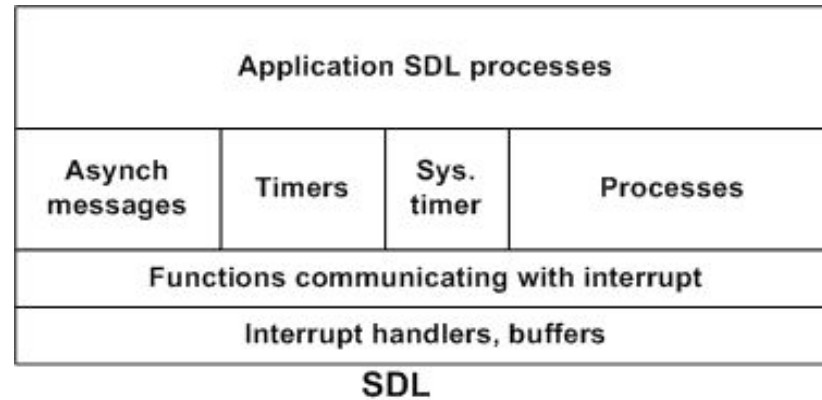 Application SDL processes
Asynch
messages
Timers
Sys.
timer
Processes
Functions communicating with interrupt
Interrupt handlers, buffers
SDL